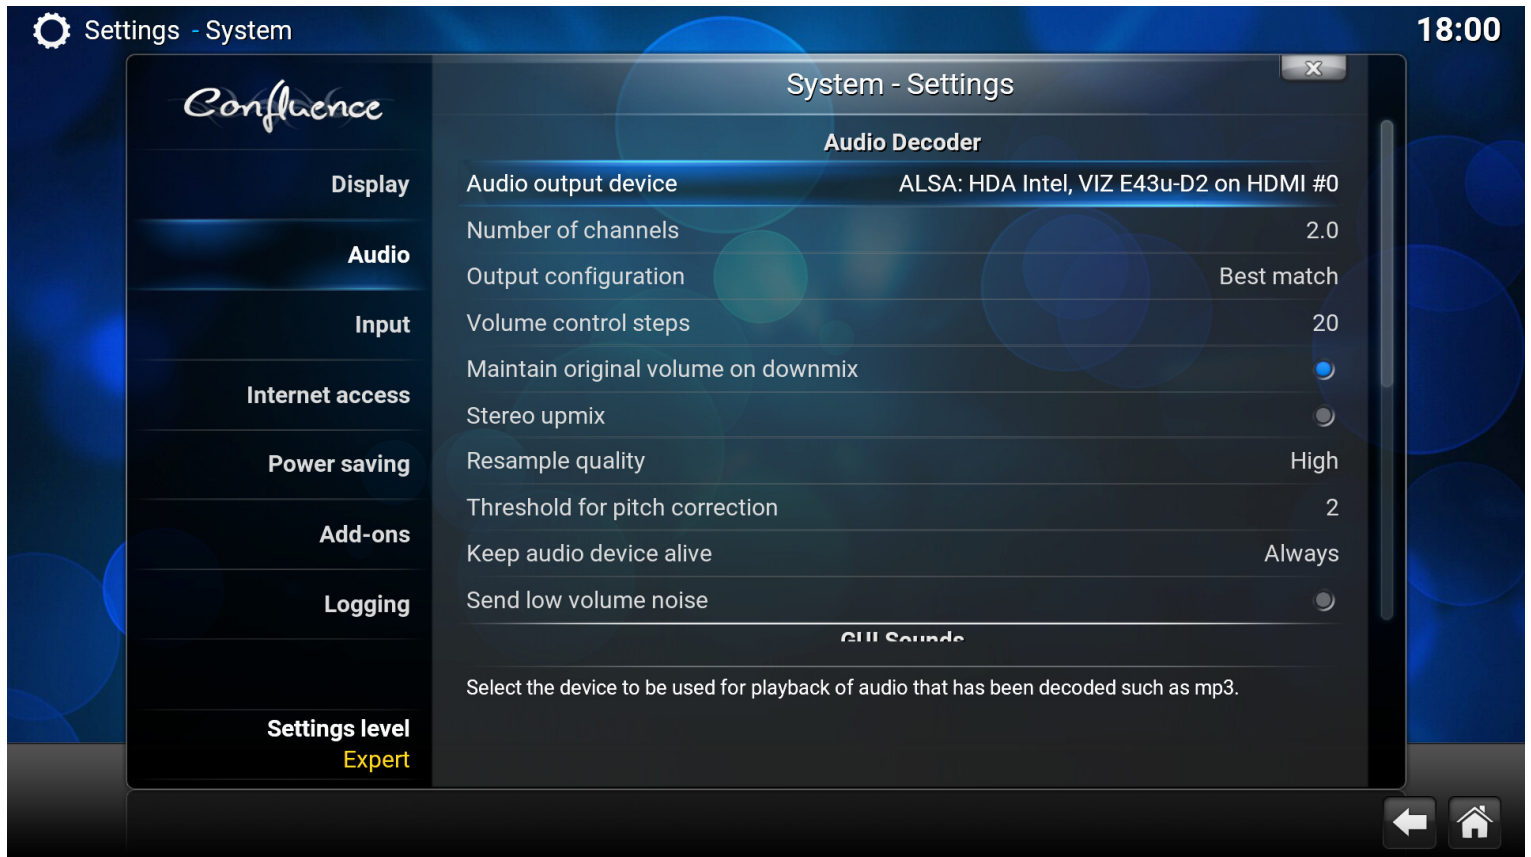 Settings - System
18:00
Confluence
System - Settings
x
Display
Audio
Input
Internet access
Power saving
Add-ons
Logging
Settings level
Expert
Audio Decoder
Audio output device ALSA: HDA Intel, VIZ E43u-D2 on HDMI #0
Number of channels 2.0
Output configuration Best match
Volume control steps 20
Maintain original volume on downmix
Stereo upmix
Resample quality High
Threshold for pitch correction 2
Keep audio device alive Always
Send low volume noise
GUI Sounds
Select the device to be used for playback of audio that has been decoded such as mp3.